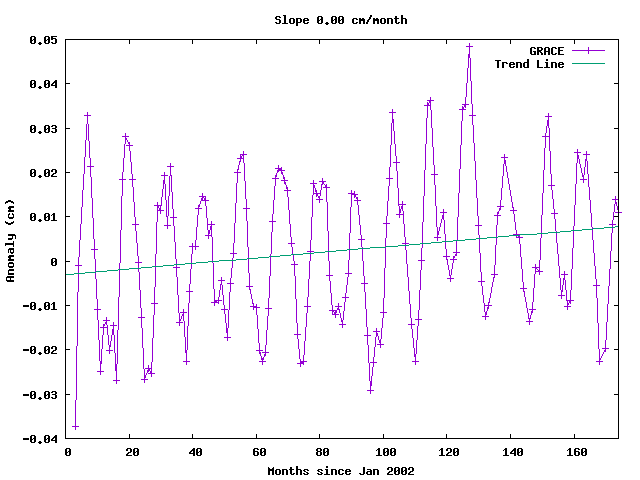 Slope 0.00 cm/month
GRACE
Trend Line
Anomaly (cm)
0.05
0.04
0.03
0.02
0.01
0
-0.01
-0.02
-0.03
-0.04
0 20 40 60 80 100 120 140 160
Months since Jan 2002